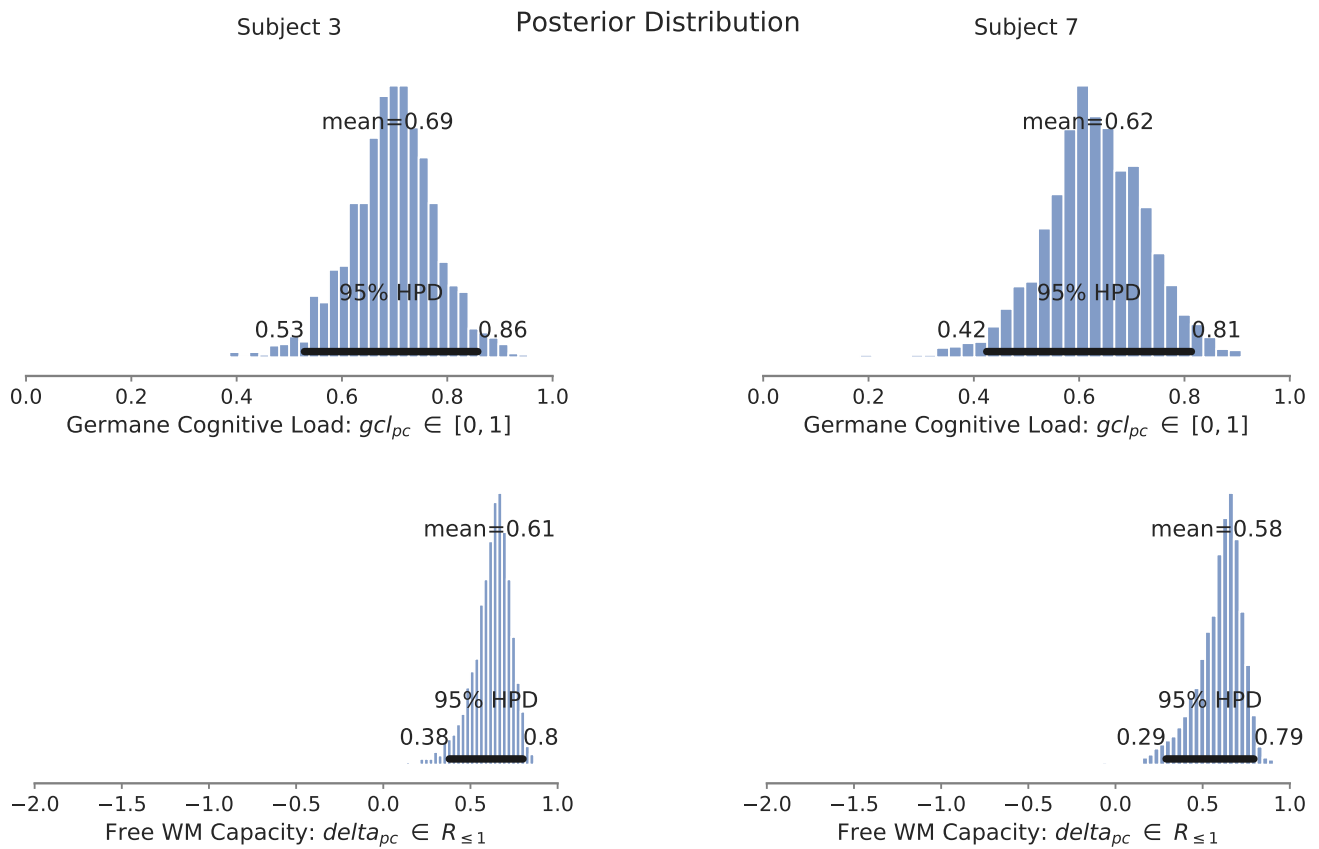 Posterior Distribution
Subject 3
Subject 7
mean=0.69
95% HPD
0.53 0.86
0.0 0.2 0.4 0.6 0.8 1.0
Germane Cognitive Load: gcl_pc ∈ [0, 1]
mean=0.62
95% HPD
0.42 0.81
0.0 0.2 0.4 0.6 0.8 1.0
Germane Cognitive Load: gcl_pc ∈ [0, 1]
mean=0.61
95% HPD
0.38 0.8
−2.0 −1.5 −1.0 −0.5 0.0 0.5 1.0
Free WM Capacity: delta_pc ∈ R_≤1
mean=0.58
95% HPD
0.29 0.79
−2.0 −1.5 −1.0 −0.5 0.0 0.5 1.0
Free WM Capacity: delta_pc ∈ R_≤1